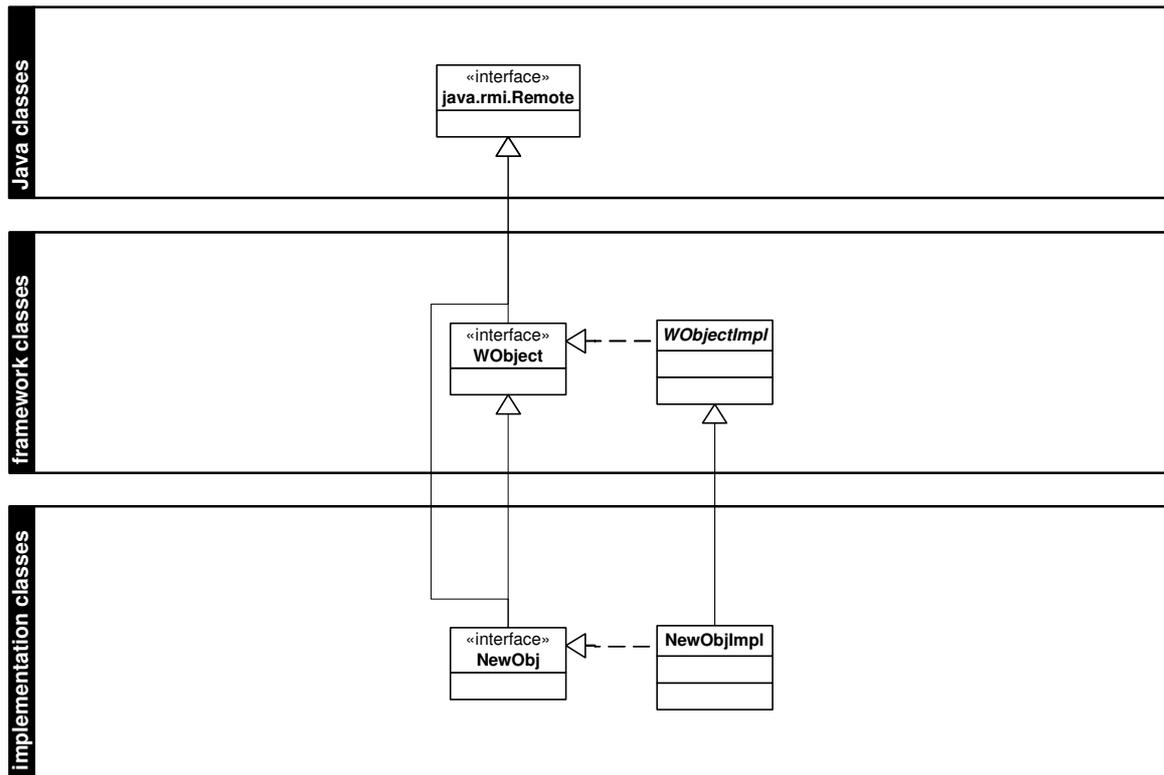 Java classes
«interface»
java.rmi.Remote
framework classes
«interface»
WObject
WObjectImpl
implementation classes
«interface»
NewObj
NewObjImpl